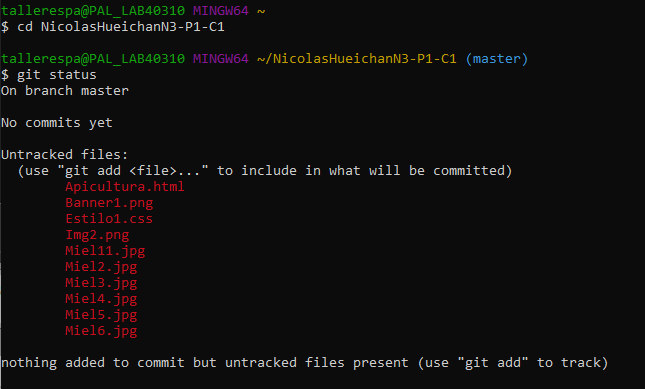 tallerespa@PAL_LAB40310 MINGW64 ~
$ cd NicolasHueichanN3-P1-C1
tallerespa@PAL_LAB40310 MINGW64 ~/NicolasHueichanN3-P1-C1 (master)
$ git status
On branch master
No commits yet
Untracked files:
  (use "git add <file>..." to include in what will be committed)
        Apicultura.html
        Banner1.png
        Estilo1.css
        Img2.png
        Miel11.jpg
        Miel2.jpg
        Miel3.jpg
        Miel4.jpg
        Miel5.jpg
        Miel6.jpg
nothing added to commit but untracked files present (use "git add" to track)